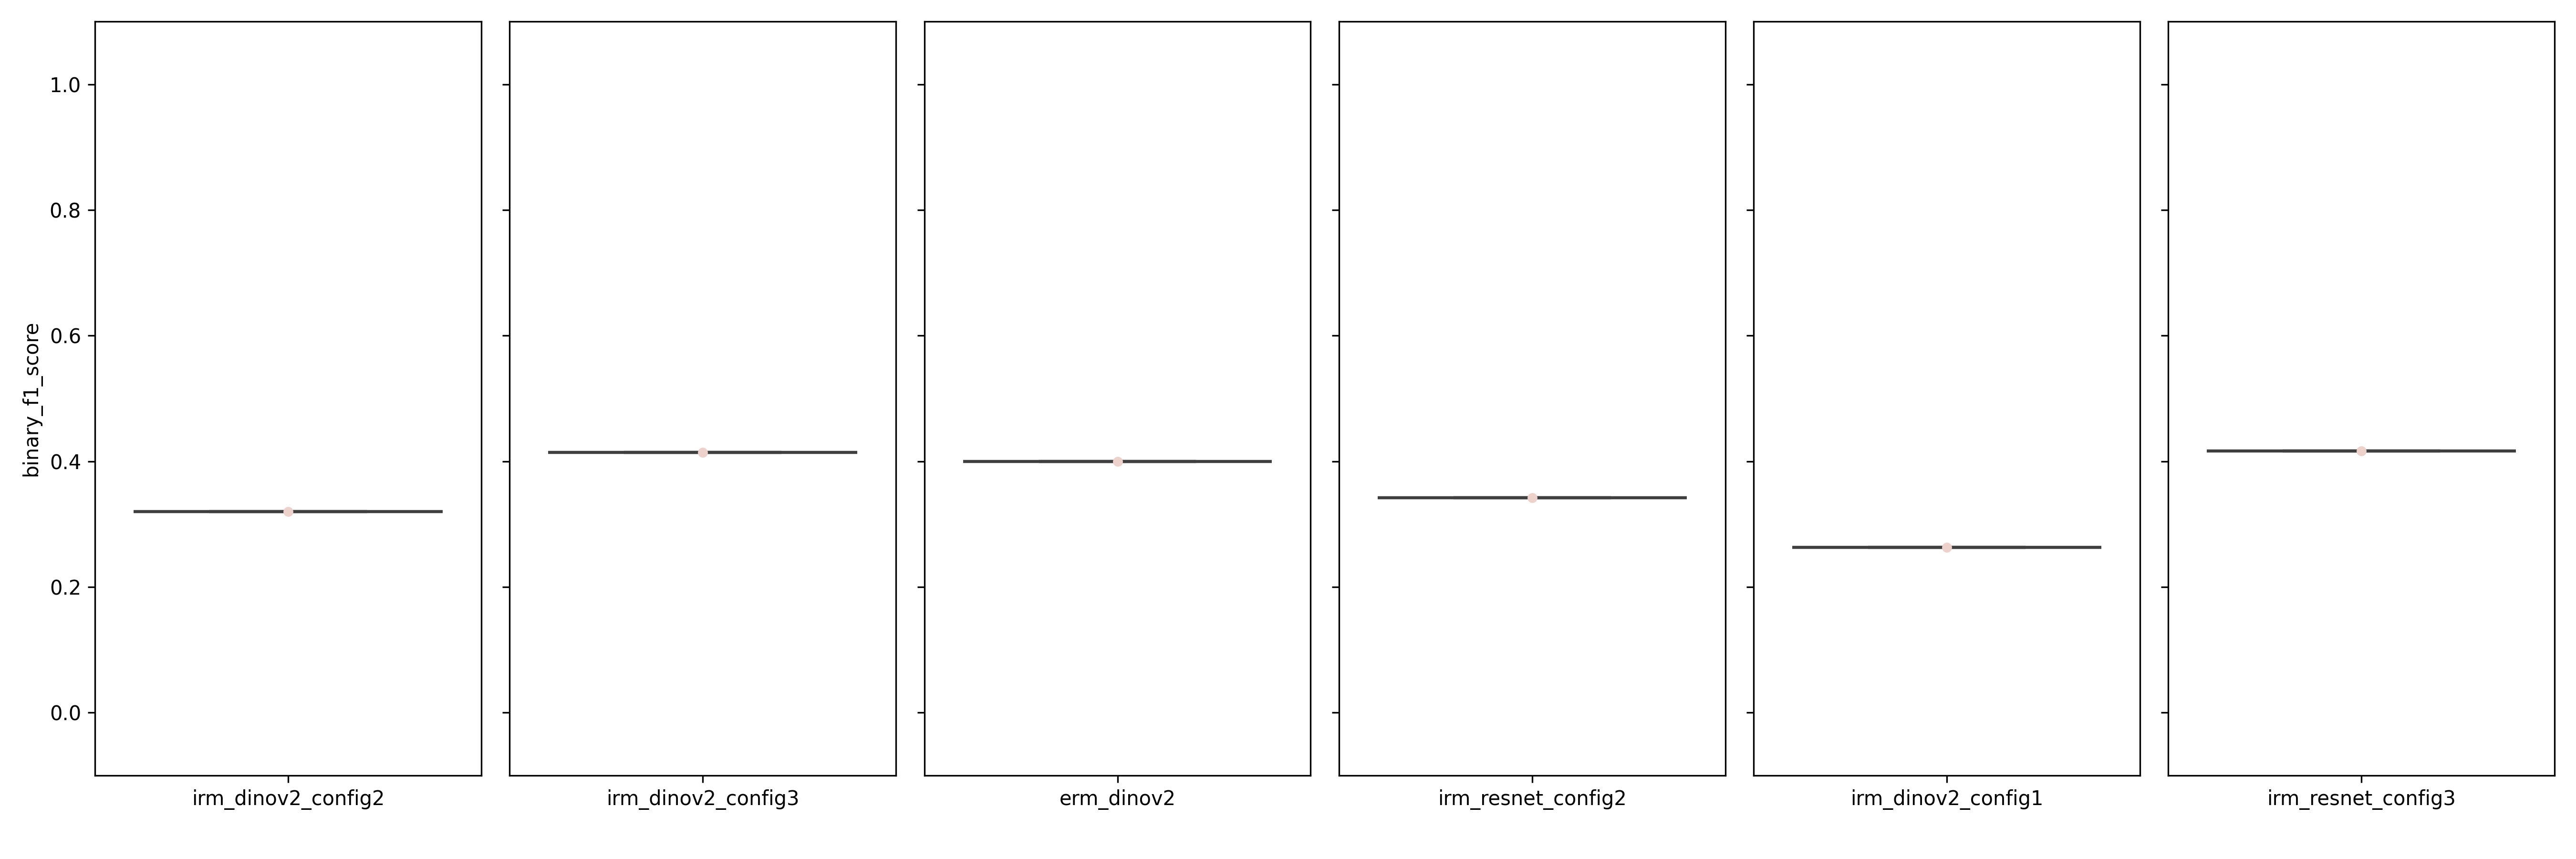 binary_f1_score
1.0
0.8
0.6
0.4
0.2
0.0
irm_dinov2_config2
irm_dinov2_config3
erm_dinov2
irm_resnet_config2
irm_dinov2_config1
irm_resnet_config3